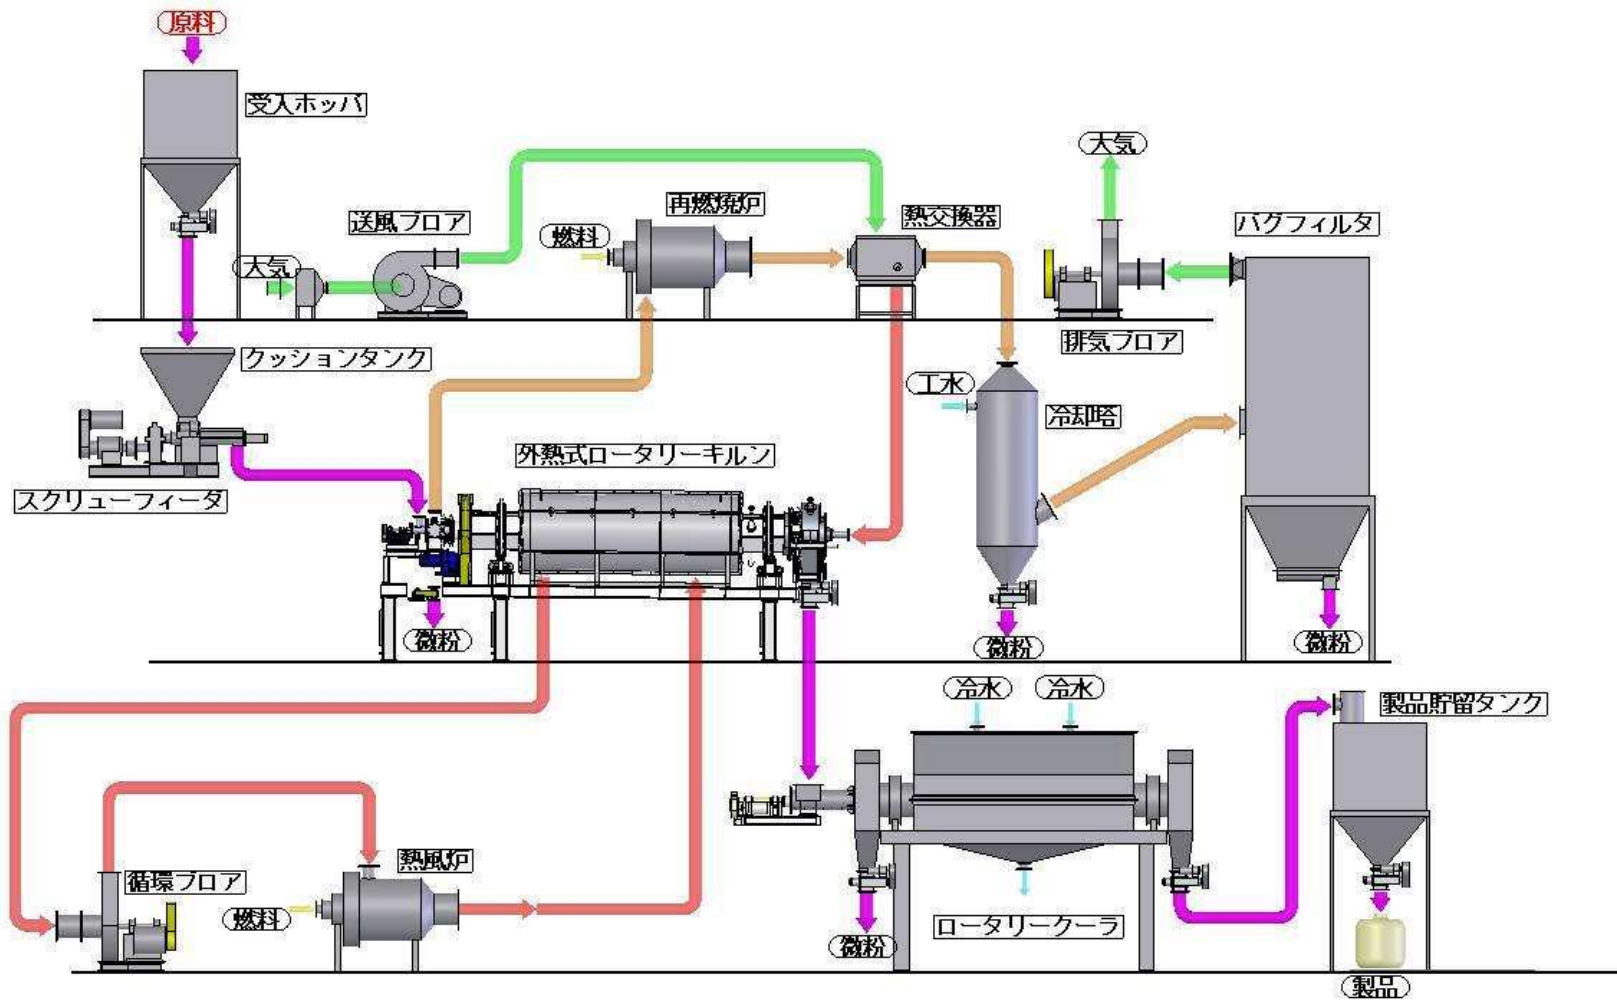 原料
受入ホッパ
大気
再燃焼炉
熱交換器
送風ブロア
バグフィルタ
燃料
大気
排気ブロア
クッションタンク
工水
冷却塔
外熱式ロータリーキルン
スクリューフィーダ
微粉
微粉
微粉
冷水
冷水
製品貯留タンク
熱風炉
循環ブロア
燃料
ロータリークーラ
微粉
製品